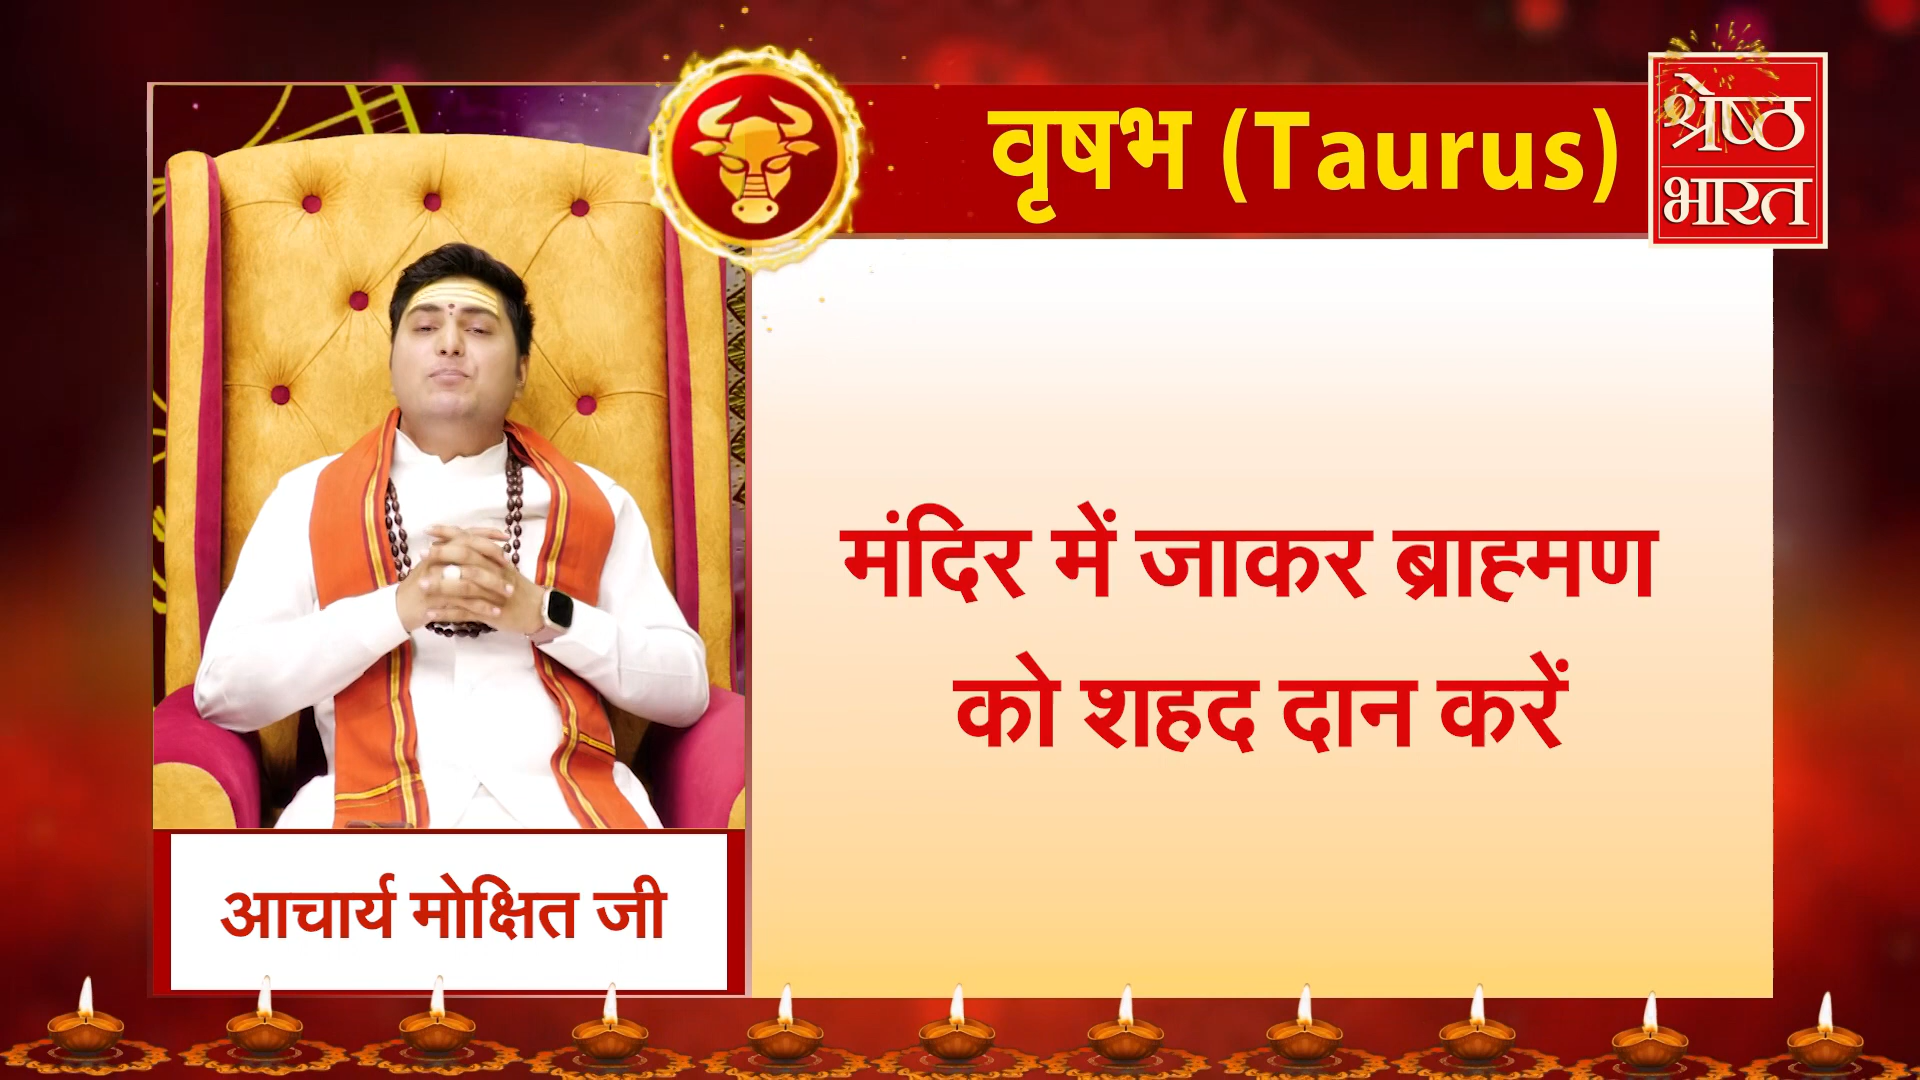 वृषभ (Taurus)
श्रेष्ठ
भारत
मंदिर में जाकर ब्राह्मण
को शहद दान करें
आचार्य मोक्षित जी